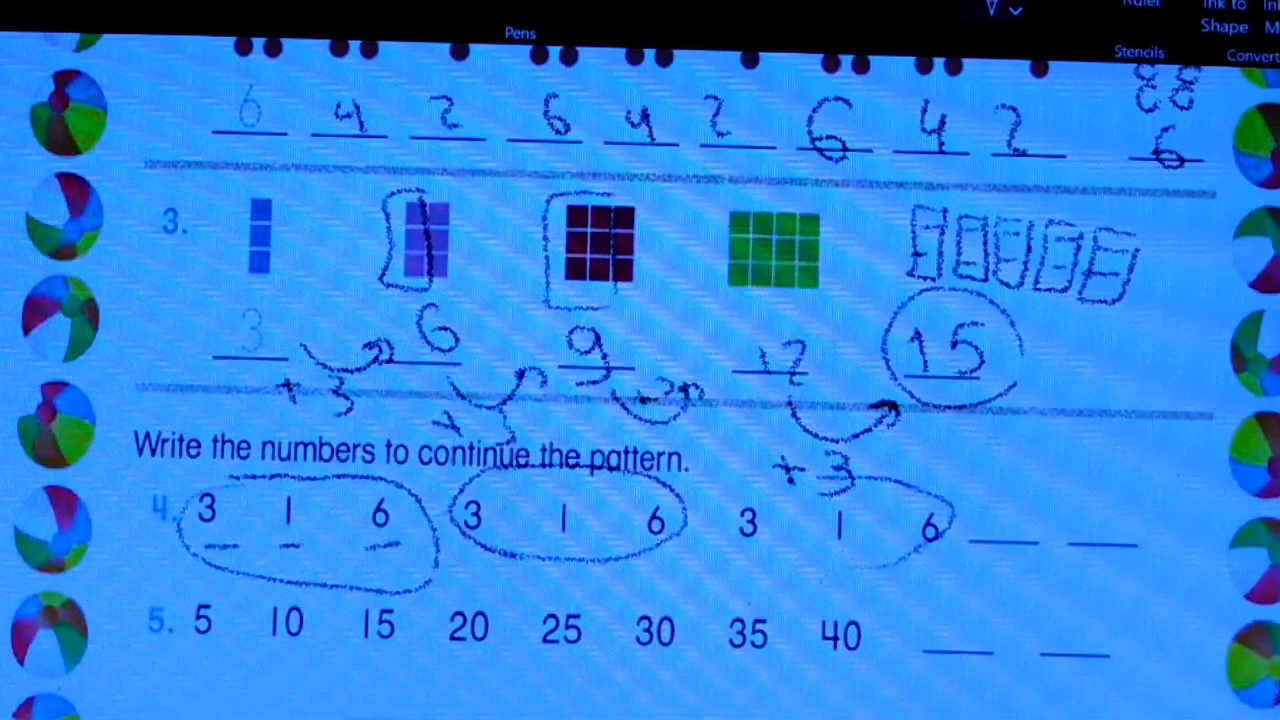 Pens
Ruler
Ink to
Shape
Stencils
Convert
6 4 2 6 4 2 6 4 2 6
3.
3 6 9 12 15
+ 3
+ 3
+ 3
+ 3
Write the numbers to continue the pattern.
4. 3 1 6 3 1 6 3 1 6
5. 5 10 15 20 25 30 35 40